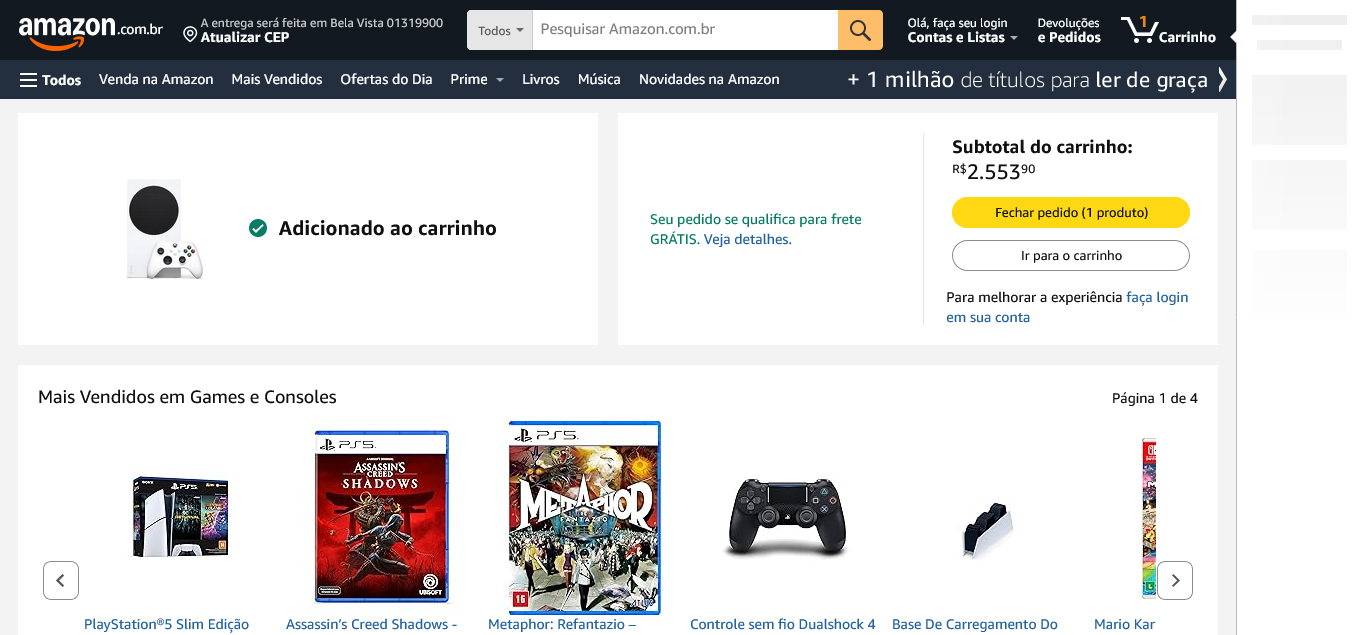 amazon.com.br
A entrega será feita em Bela Vista 01319900
Atualizar CEP
Todos
Pesquisar Amazon.com.br
Olá, faça seu login
Contas e Listas
Devoluções
e Pedidos
1
Carrinho
Todos
Venda na Amazon
Mais Vendidos
Ofertas do Dia
Prime
Livros
Música
Novidades na Amazon
+ 1 milhão de títulos para ler de graça
Adicionado ao carrinho
Seu pedido se qualifica para frete
GRÁTIS. Veja detalhes.
Subtotal do carrinho:
R$2.55390
Fechar pedido (1 produto)
Ir para o carrinho
Para melhorar a experiência faça login
em sua conta
Mais Vendidos em Games e Consoles
Página 1 de 4
SONY
PS5
PS5
ASSASSIN'S
CREED
SHADOWS
UBISOFT
PS5
METAPHOR
REFANTAZIO
16
ATLUS
L
PlayStation®5 Slim Edição
Assassin's Creed Shadows -
Metaphor: Refantazio –
Controle sem fio Dualshock 4
Base De Carregamento Do
Mario Kar